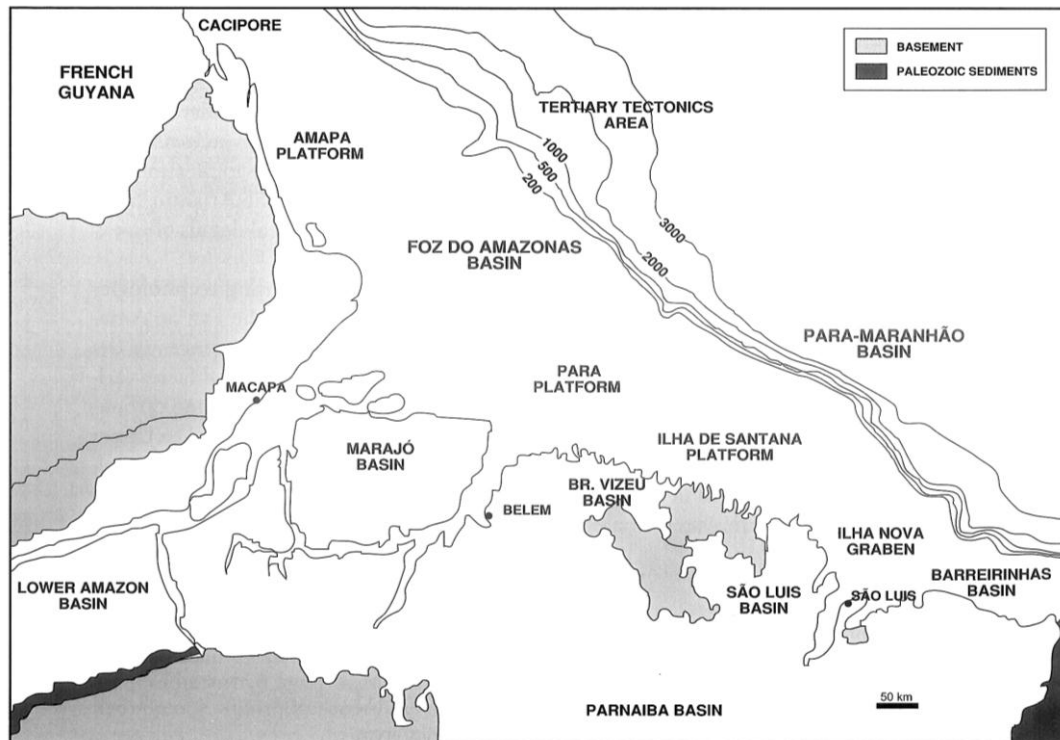 CACIPORE
BASEMENT
PALEOZOIC SEDIMENTS
FRENCH
GUYANA
TERTIARY TECTONICS
AREA
AMAPA
PLATFORM
1000
500
200
3000
2000
FOZ DO AMAZONAS
BASIN
PARA-MARANHÃO
BASIN
PARA
PLATFORM
MACAPA
MARAJÓ
BASIN
ILHA DE SANTANA
PLATFORM
BR. VIZEU
BASIN
BELEM
ILHA NOVA
GRABEN
LOWER AMAZON
BASIN
SÃO LUIS
BASIN
SÃO LUIS
BARREIRINHAS
BASIN
50 km
PARNAIBA BASIN